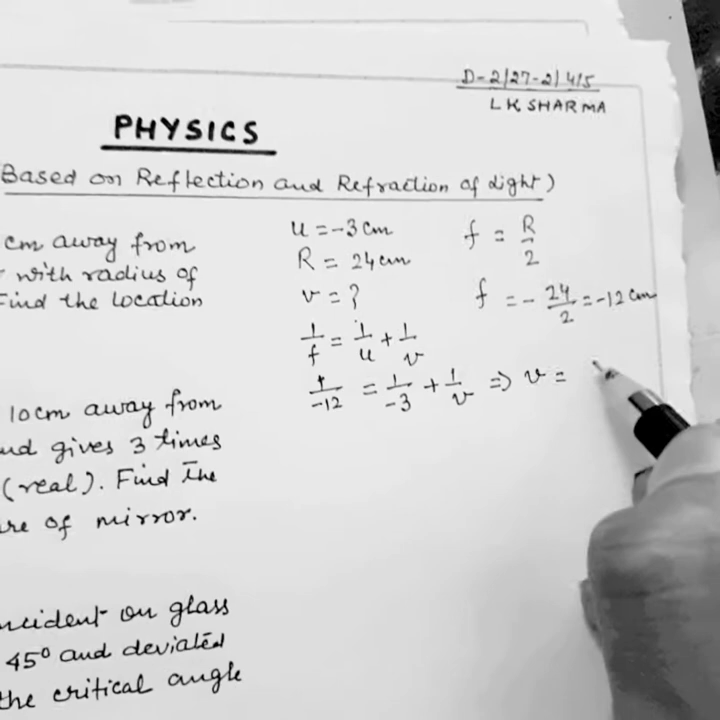 D-2/27-2/4/5
L K SHARMA
PHYSICS
Based on Reflection and Refraction of Light)
cm away from
with radius of
Find the location
u = -3 cm
R = 24 cm
v = ?
1/f = 1/u + 1/v
1/-12 = 1/-3 + 1/v => v =
f = R/2
f = - 24/2 = -12 cm
10cm away from
and gives 3 times
(real). Find the
of mirror.
incident on glass
45° and deviated
the critical angle